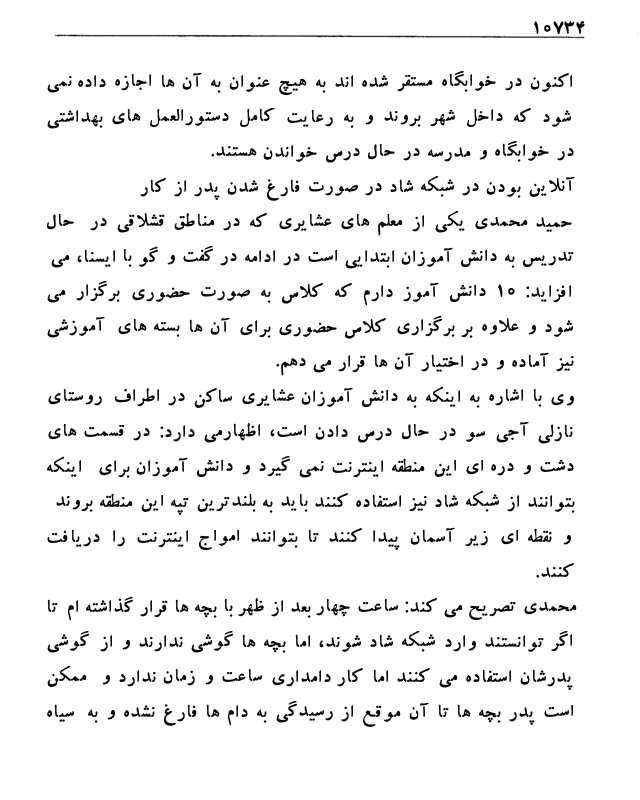 ۱۰۷۳۴
اکنون در خوابگاه مستقر شده اند به هیچ عنوان به آن ها اجازه داده نمی
شود که داخل شهر بروند و به رعایت کامل دستورالعمل های بهداشتی
در خوابگاه و مدرسه در حال درس خواندن هستند.
آنلاین بودن در شبکه شاد در صورت فارغ شدن پدر از کار
حمید محمدی یکی از معلم های عشایری که در مناطق قشلاقی در حال
تدریس به دانش آموزان ابتدایی است در ادامه در گفت و گو با ایسنا، می
افزاید: ۱۵ دانش آموز دارم که کلاس به صورت حضوری برگزار می
شود و علاوه بر برگزاری کلاس حضوری برای آن ها بسته های آموزشی
نیز آماده و در اختیار آن ها قرار می دهم.
وی با اشاره به اینکه به دانش آموزان عشایری ساکن در اطراف روستای
نازلی آجی سو در حال درس دادن است، اظهارمی دارد: در قسمت های
دشت و دره ای این منطقه اینترنت نمی گیرد و دانش آموزان برای اینکه
بتوانند از شبکه شاد نیز استفاده کنند باید به بلندترین تپه این منطقه بروند
و نقطه ای زیر آسمان پیدا کنند تا بتوانند امواج اینترنت را دریافت
کنند.
محمدی تصریح می کند: ساعت چهار بعد از ظهر با بچه ها قرار گذاشته ام تا
اگر توانستند وارد شبکه شاد شوند، اما بچه ها گوشی ندارند و از گوشی
پدرشان استفاده می کنند اما کار دامداری ساعت و زمان ندارد و ممکن
است پدر بچه ها تا آن موقع از رسیدگی به دام ها فارغ نشده و به سیاه